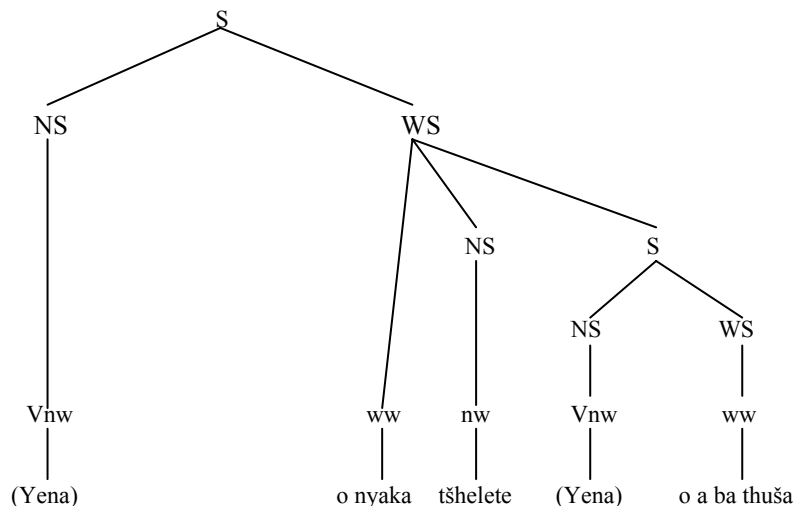 S
NS WS
NS S
NS WS
Vnw ww nw Vnw ww
(Yena) o nyaka tšhelete (Yena) o a ba thuša